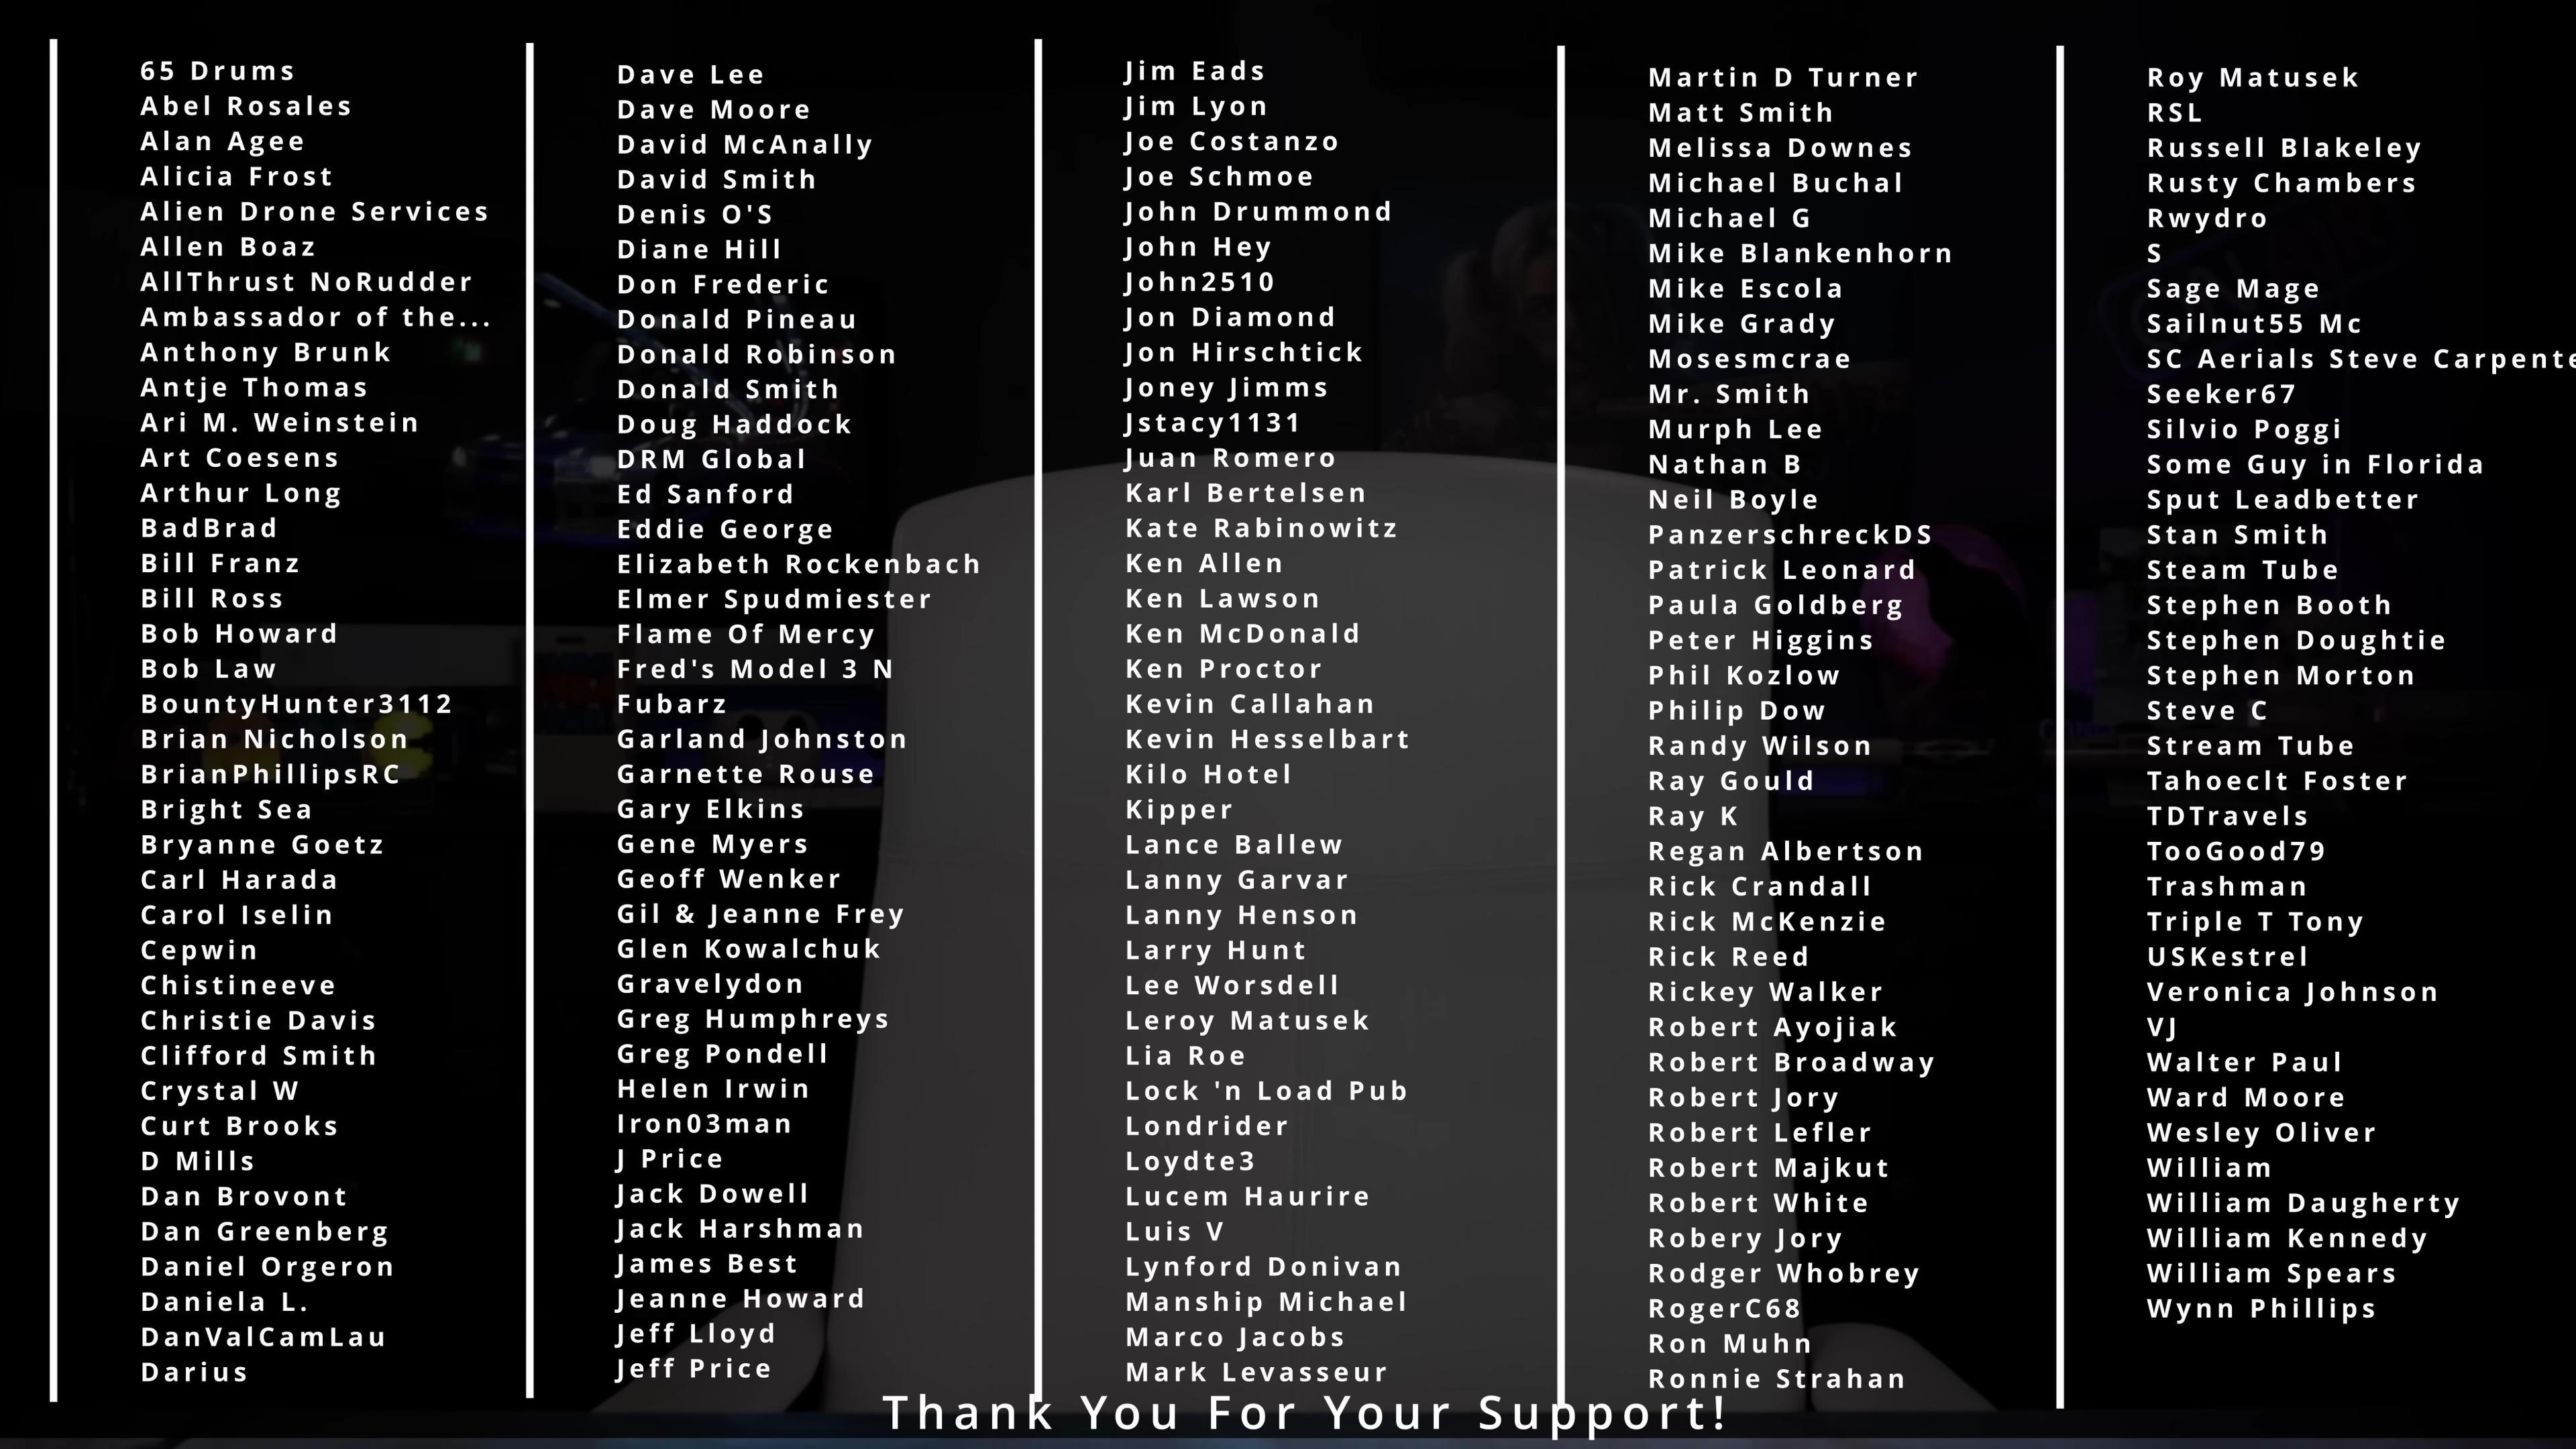 65 Drums
Abel Rosales
Alan Agee
Alicia Frost
Alien Drone Services
Allen Boaz
AllThrust NoRudder
Ambassador of the...
Anthony Brunk
Antje Thomas
Ari M. Weinstein
Art Coesens
Arthur Long
BadBrad
Bill Franz
Bill Ross
Bob Howard
Bob Law
BountyHunter3112
Brian Nicholson
BrianPhillipsRC
Bright Sea
Bryanne Goetz
Carl Harada
Carol Iselin
Cepwin
Chistineeve
Christie Davis
Clifford Smith
Crystal W
Curt Brooks
D Mills
Dan Brovont
Dan Greenberg
Daniel Orgeron
Daniela L.
DanValCamLau
Darius
Dave Lee
Dave Moore
David McAnally
David Smith
Denis O'S
Diane Hill
Don Frederic
Donald Pineau
Donald Robinson
Donald Smith
Doug Haddock
DRM Global
Ed Sanford
Eddie George
Elizabeth Rockenbach
Elmer Spudmiester
Flame Of Mercy
Fred's Model 3 N
Fubarz
Garland Johnston
Garnette Rouse
Gary Elkins
Gene Myers
Geoff Wenker
Gil & Jeanne Frey
Glen Kowalchuk
Gravelydon
Greg Humphreys
Greg Pondell
Helen Irwin
Iron03man
J Price
Jack Dowell
Jack Harshman
James Best
Jeanne Howard
Jeff Lloyd
Jeff Price
Jim Eads
Jim Lyon
Joe Costanzo
Joe Schmoe
John Drummond
John Hey
John2510
Jon Diamond
Jon Hirschtick
Joney Jimms
Jstacy1131
Juan Romero
Karl Bertelsen
Kate Rabinowitz
Ken Allen
Ken Lawson
Ken McDonald
Ken Proctor
Kevin Callahan
Kevin Hesselbart
Kilo Hotel
Kipper
Lance Ballew
Lanny Garvar
Lanny Henson
Larry Hunt
Lee Worsdell
Leroy Matusek
Lia Roe
Lock 'n Load Pub
Londrider
Loydte3
Lucem Haurire
Luis V
Lynford Donivan
Manship Michael
Marco Jacobs
Mark Levasseur
Martin D Turner
Matt Smith
Melissa Downes
Michael Buchal
Michael G
Mike Blankenhorn
Mike Escola
Mike Grady
Mosesmcrae
Mr. Smith
Murph Lee
Nathan B
Neil Boyle
PanzerschreckDS
Patrick Leonard
Paula Goldberg
Peter Higgins
Phil Kozlow
Philip Dow
Randy Wilson
Ray Gould
Ray K
Regan Albertson
Rick Crandall
Rick McKenzie
Rick Reed
Rickey Walker
Robert Ayojiak
Robert Broadway
Robert Jory
Robert Lefler
Robert Majkut
Robert White
Robery Jory
Rodger Whobrey
RogerC68
Ron Muhn
Ronnie Strahan
Roy Matusek
RSL
Russell Blakeley
Rusty Chambers
Rwydro
S
Sage Mage
Sailnut55 Mc
SC Aerials Steve Carpente
Seeker67
Silvio Poggi
Some Guy in Florida
Sput Leadbetter
Stan Smith
Steam Tube
Stephen Booth
Stephen Doughtie
Stephen Morton
Steve C
Stream Tube
Tahoeclt Foster
TDTravels
TooGood79
Trashman
Triple T Tony
USKestrel
Veronica Johnson
VJ
Walter Paul
Ward Moore
Wesley Oliver
William
William Daugherty
William Kennedy
William Spears
Wynn Phillips
Thank You For Your Support!